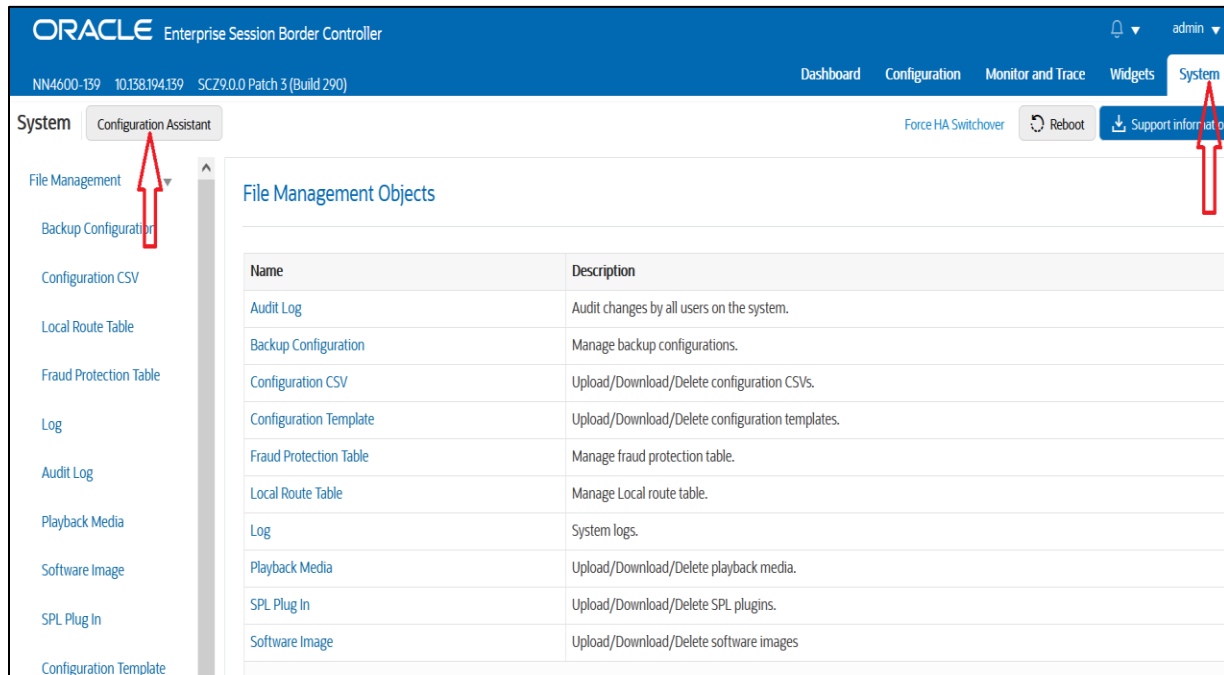 ORACLE Enterprise Session Border Controller
admin
NN4600-139 10.138.194.139 SCZ9.0.0 Patch 3 (Build 290)
Dashboard Configuration Monitor and Trace Widgets System
System Configuration Assistant Force HA Switchover Reboot Support informatio
File Management
File Management Objects
Backup Configuration
Configuration CSV
Local Route Table
Fraud Protection Table
Log
Audit Log
Playback Media
Software Image
SPL Plug In
Configuration Template
Name Description
Audit Log Audit changes by all users on the system.
Backup Configuration Manage backup configurations.
Configuration CSV Upload/Download/Delete configuration CSVs.
Configuration Template Upload/Download/Delete configuration templates.
Fraud Protection Table Manage fraud protection table.
Local Route Table Manage Local route table.
Log System logs.
Playback Media Upload/Download/Delete playback media.
SPL Plug In Upload/Download/Delete SPL plugins.
Software Image Upload/Download/Delete software images